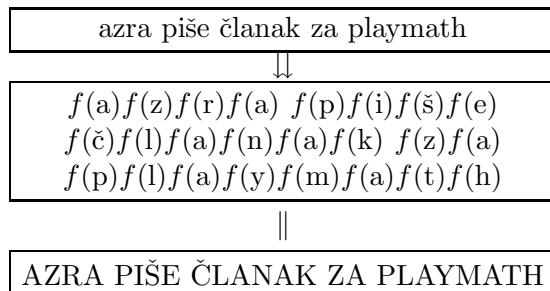 azra piše članak za playmath
⇓
f(a)f(z)f(r)f(a) f(p)f(i)f(š)f(e)
f(č)f(l)f(a)f(n)f(a)f(k) f(z)f(a)
f(p)f(l)f(a)f(y)f(m)f(a)f(t)f(h)
||
AZRA PIŠE ČLANAK ZA PLAYMATH